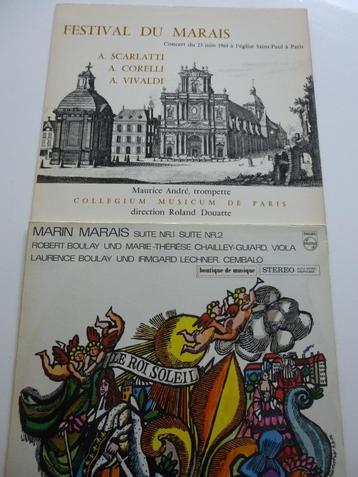 FESTIVAL DU MARAIS
Concert du 23 juin 1964 à l'église Saint-Paul à Paris
A. SCARLATTI
A. CORELLI
A. VIVALDI
Maurice André, trompette
COLLEGIUM MUSICUM DE PARIS
direction Roland Douatte
MARIN MARAIS SUITE NR.1 SUITE NR.2
ROBERT BOULAY UND MARIE-THÉRÈSE CHAILLEY-GUIARD, VIOLA
LAURENCE BOULAY UND IRMGARD LECHNER, CEMBALO
boutique de musique STEREO
PHILIPS
LE ROI SOLEIL